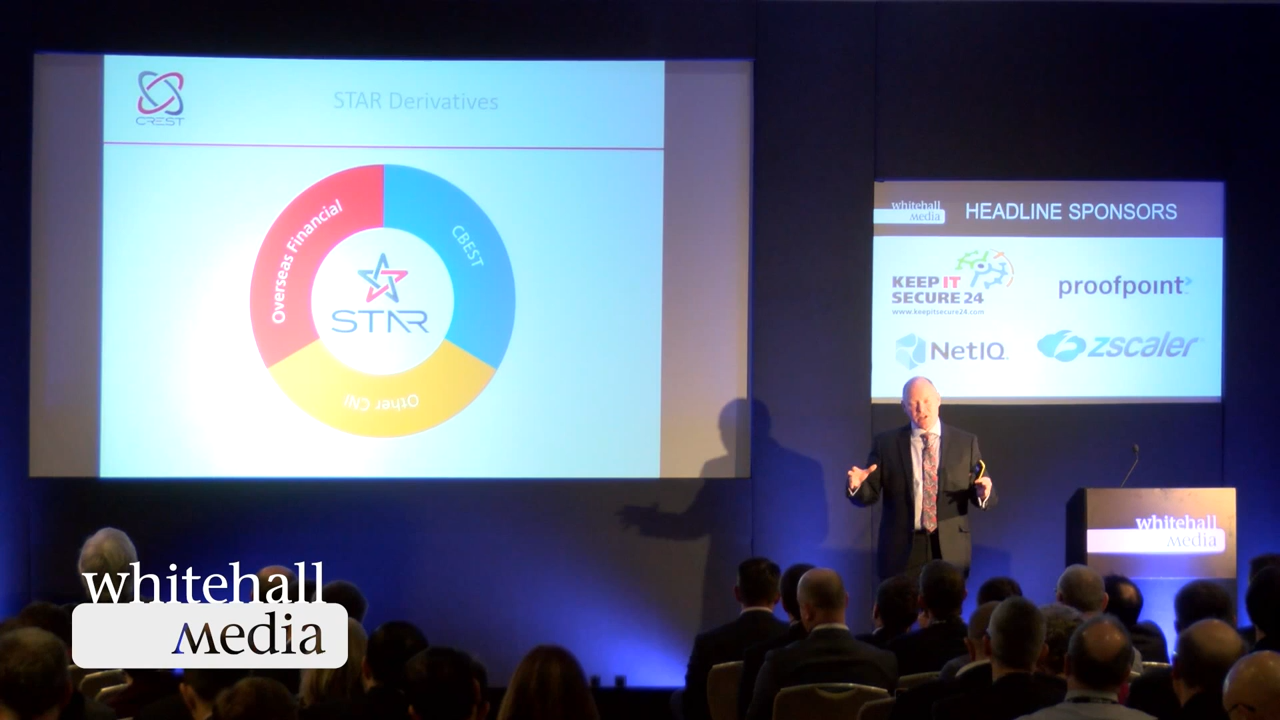 CREST
STAR Derivatives
Overseas Financial
CBEST
STAR
Other CNI
whitehall
media
HEADLINE SPONSORS
KEEP IT
SECURE 24
www.keepitsecure24.com
proofpoint
NetIQ
zscaler
whitehall
media
whitehall
media